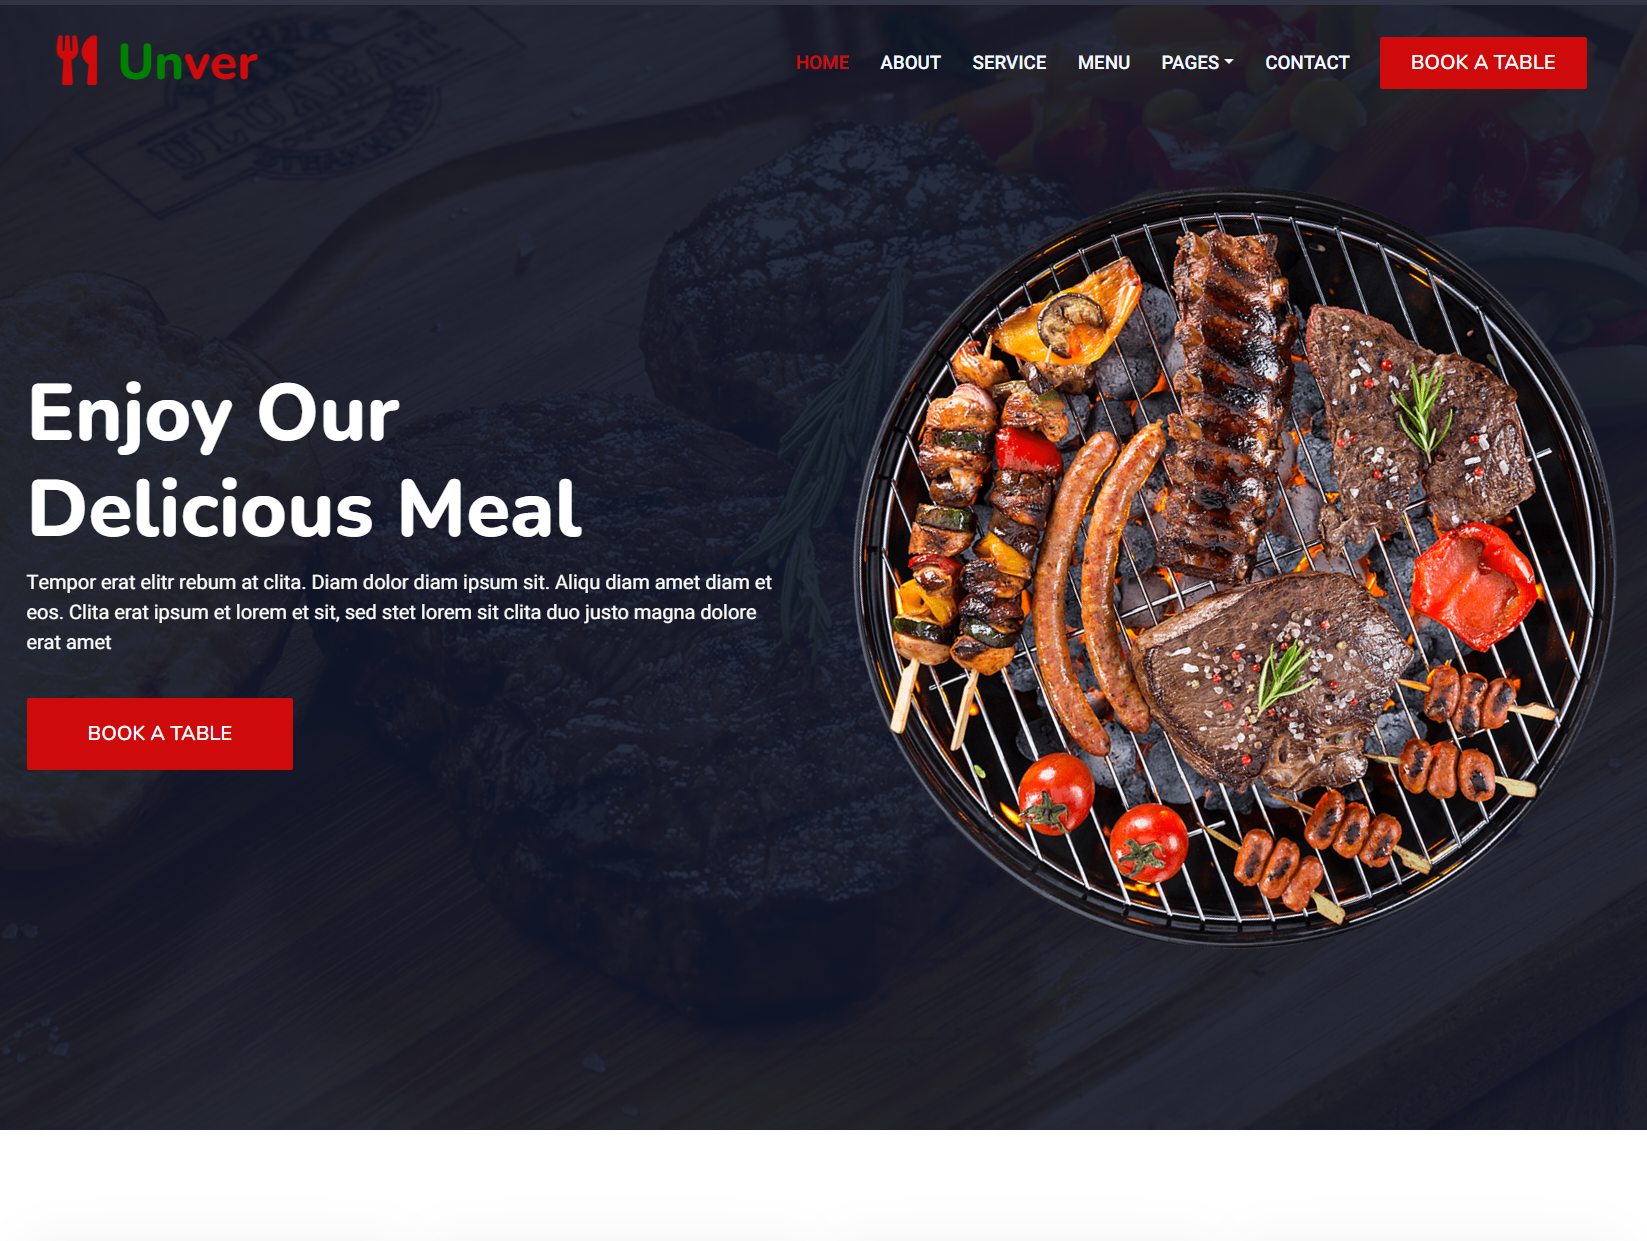 Unver
HOME ABOUT SERVICE MENU PAGES CONTACT BOOK A TABLE
Enjoy Our
Delicious Meal
Tempor erat elitr rebum at clita. Diam dolor diam ipsum sit. Aliqu diam amet diam et
eos. Clita erat ipsum et lorem et sit, sed stet lorem sit clita duo justo magna dolore
erat amet
BOOK A TABLE